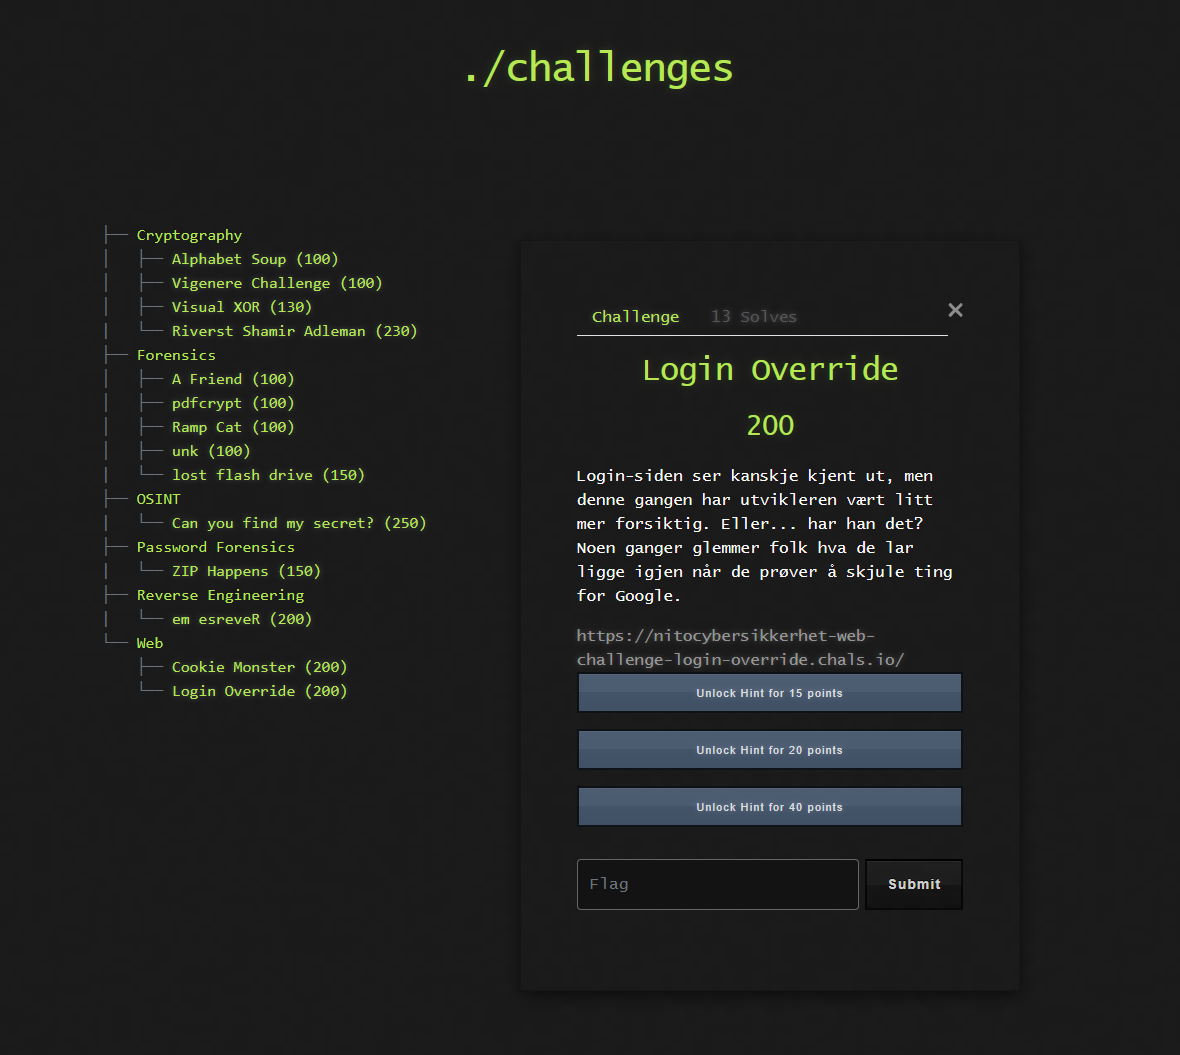 ./challenges
├── Cryptography
│   ├── Alphabet Soup (100)
│   ├── Vigenere Challenge (100)
│   ├── Visual XOR (130)
│   └── Riverst Shamir Adleman (230)
├── Forensics
│   ├── A Friend (100)
│   ├── pdfcrypt (100)
│   ├── Ramp Cat (100)
│   ├── unk (100)
│   └── lost flash drive (150)
├── OSINT
│   └── Can you find my secret? (250)
├── Password Forensics
│   └── ZIP Happens (150)
├── Reverse Engineering
│   └── em esreveR (200)
└── Web
    ├── Cookie Monster (200)
    └── Login Override (200)
Challenge 13 Solves ×
Login Override
200
Login-siden ser kanskje kjent ut, men
denne gangen har utvikleren vært litt
mer forsiktig. Eller... har han det?
Noen ganger glemmer folk hva de lar
ligge igjen når de prøver å skjule ting
for Google.
https://nitocybersikkerhet-web-
challenge-login-override.chals.io/
Unlock Hint for 15 points
Unlock Hint for 20 points
Unlock Hint for 40 points
Flag Submit